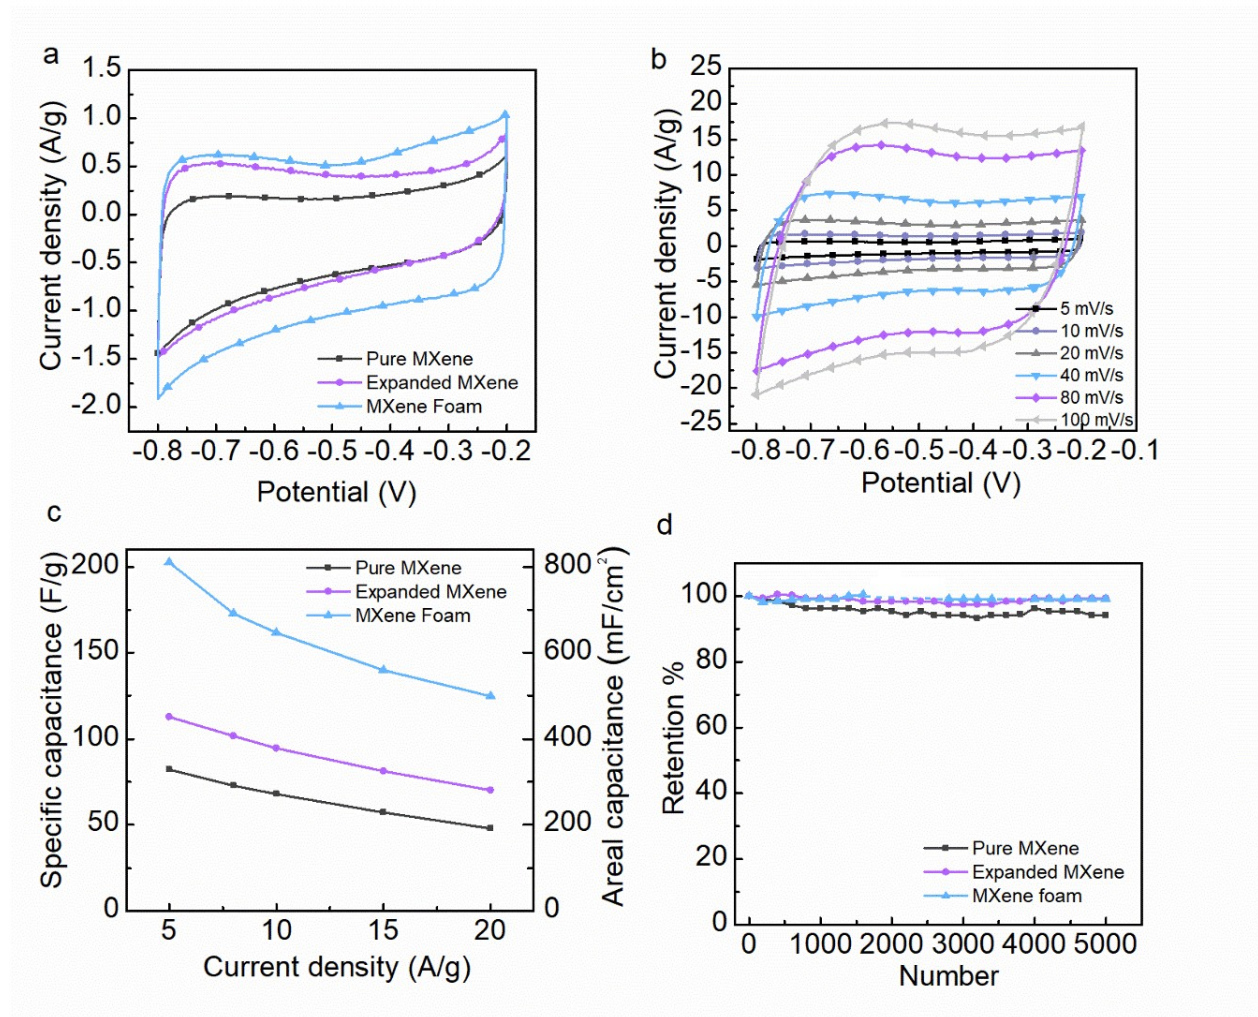 a
1.5
1.0
0.5
0.0
-0.5
-1.0
-1.5
-2.0
Current density (A/g)
Pure MXene
Expanded MXene
MXene Foam
-0.8 -0.7 -0.6 -0.5 -0.4 -0.3 -0.2
Potential (V)
b
25
20
15
10
5
0
-5
-10
-15
-20
-25
Current density (A/g)
5 mV/s
10 mV/s
20 mV/s
40 mV/s
80 mV/s
100 mV/s
-0.8 -0.7 -0.6 -0.5 -0.4 -0.3 -0.2 -0.1
Potential (V)
c
200
150
100
50
0
Specific capacitance (F/g)
Pure MXene
Expanded MXene
MXene Foam
800
600
400
200
0
Areal capacitance (mF/cm²)
5 10 15 20
Current density (A/g)
d
100
80
60
40
20
0
Retention %
Pure MXene
Expanded MXene
MXene foam
0 1000 2000 3000 4000 5000
Number